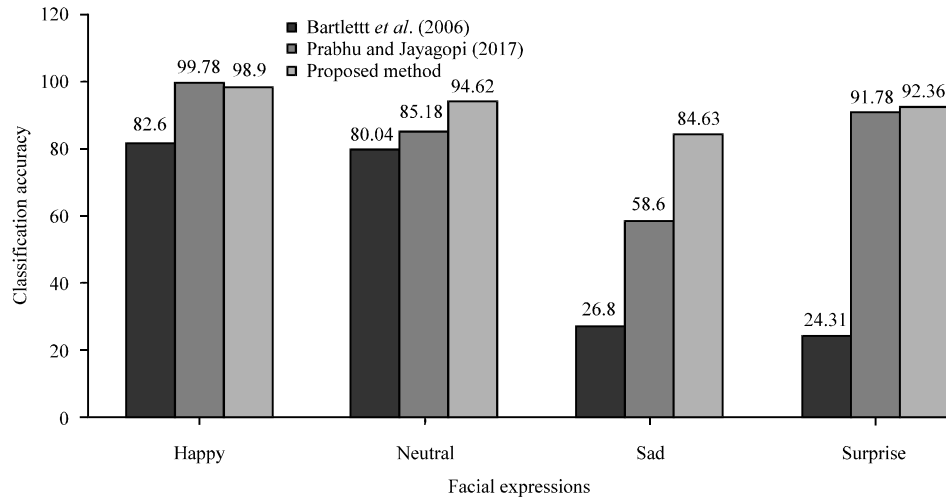 120
100
80
60
40
20
0
Classification accuracy
Bartlettt et al. (2006)
Prabhu and Jayagopi (2017)
Proposed method
82.6
99.78
98.9
80.04
85.18
94.62
26.8
58.6
84.63
24.31
91.78
92.36
Happy
Neutral
Sad
Surprise
Facial expressions